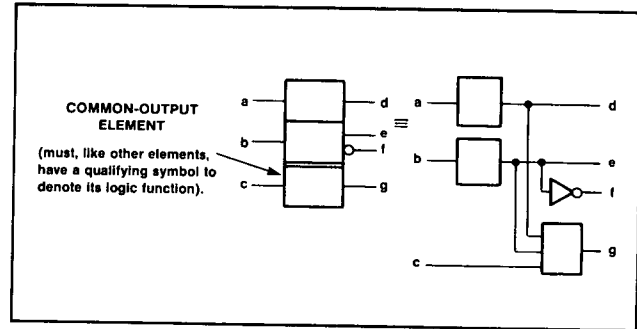 COMMON-OUTPUT
ELEMENT
(must, like other elements,
have a qualifying symbol to
denote its logic function).
a
b
c
d
e
f
g
≡
a
b
c
d
e
f
g